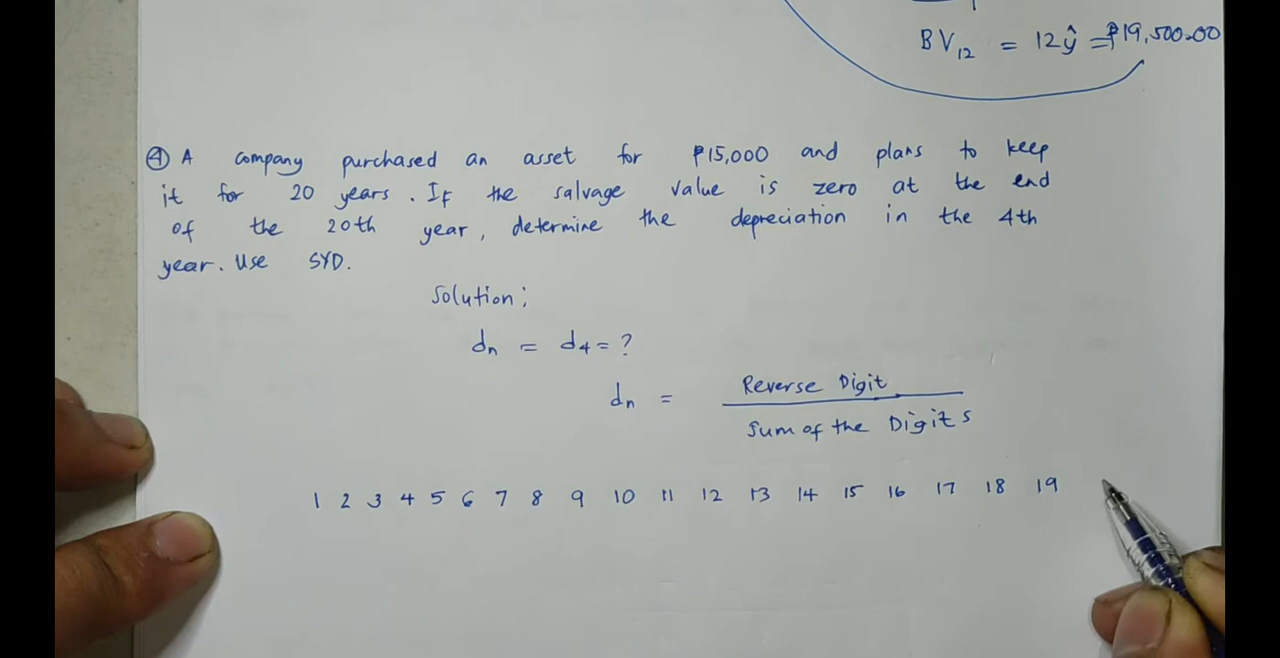 BV12 = 12ŷ = ₱19,500.00
④ A company purchased an asset for ₱15,000 and plans to keep
it for 20 years. If the salvage value is zero at the end
of the 20th year, determine the depreciation in the 4th
year. Use SYD.
Solution:
dn = d4 = ?
dn = Reverse Digit
Sum of the Digits
1 2 3 4 5 6 7 8 9 10 11 12 13 14 15 16 17 18 19